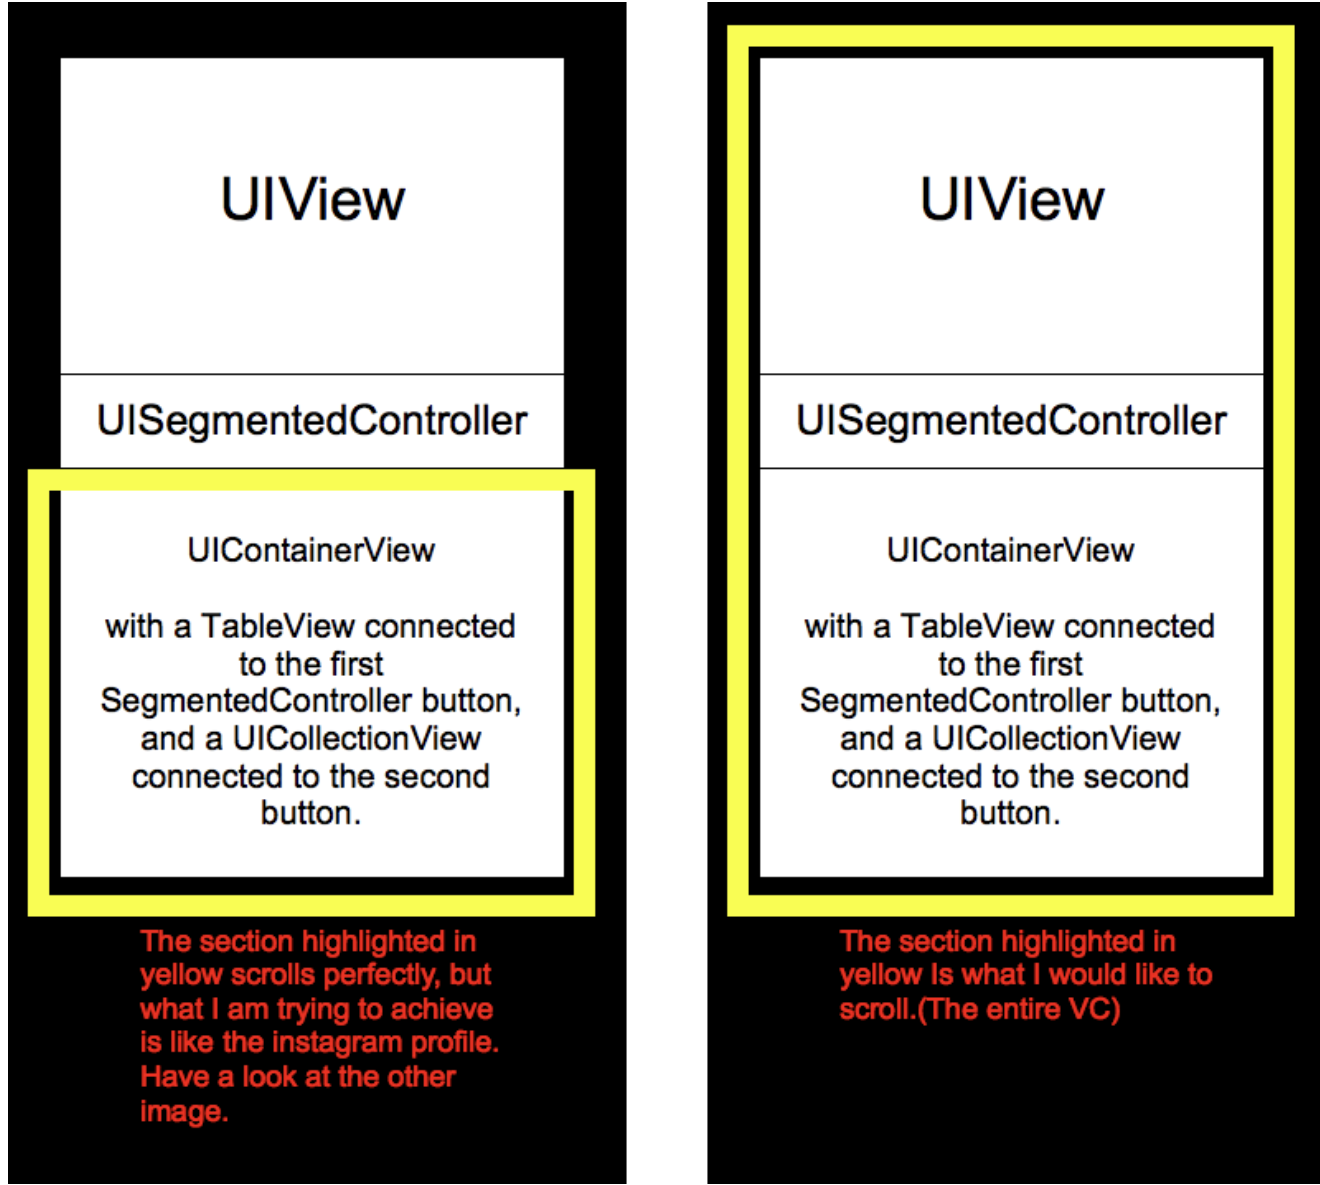 UIView
UISegmentedController
UIContainerView
with a TableView connected
to the first
SegmentedController button,
and a UICollectionView
connected to the second
button.
The section highlighted in
yellow scrolls perfectly, but
what I am trying to achieve
is like the instagram profile.
Have a look at the other
image.
UIView
UISegmentedController
UIContainerView
with a TableView connected
to the first
SegmentedController button,
and a UICollectionView
connected to the second
button.
The section highlighted in
yellow Is what I would like to
scroll.(The entire VC)